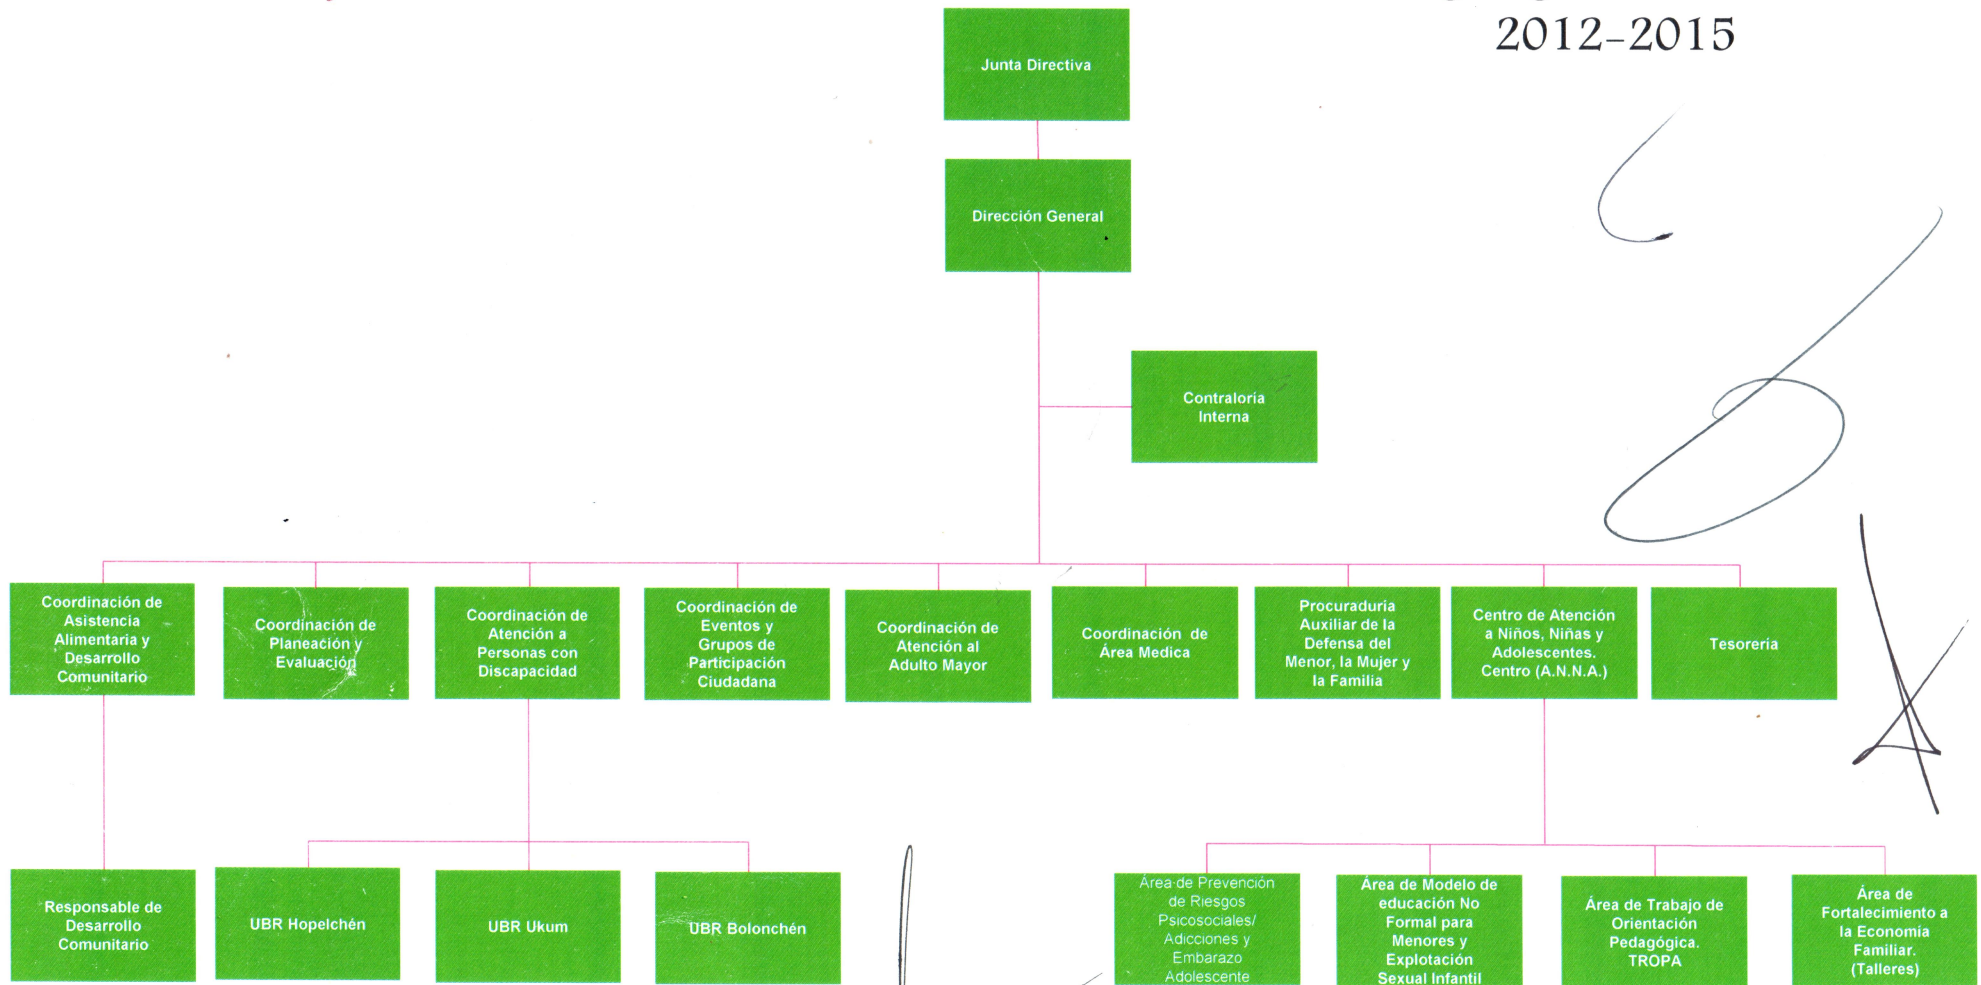 2012-2015
Junta Directiva
Dirección General
Contraloría
Interna
Coordinación de
Asistencia
Alimentaria y
Desarrollo
Comunitario
Coordinación de
Planeación y
Evaluación
Coordinación de
Atención a
Personas con
Discapacidad
Coordinación de
Eventos y
Grupos de
Participación
Ciudadana
Coordinación de
Atención al
Adulto Mayor
Coordinación de
Área Medica
Procuraduria
Auxiliar de la
Defensa del
Menor, la Mujer y
la Familia
Centro de Atención
a Niños, Niñas y
Adolescentes.
Centro (A.N.N.A.)
Tesorería
Responsable de
Desarrollo
Comunitario
UBR Hopelchén
UBR Ukum
UBR Bolonchén
Área de Prevención
de Riesgos
Psicosociales/
Adicciones y
Embarazo
Adolescente
Área de Modelo de
educación No
Formal para
Menores y
Explotación
Sexual Infantil
Área de Trabajo de
Orientación
Pedagógica.
TROPA
Área de
Fortalecimiento a
la Economía
Familiar.
(Talleres)